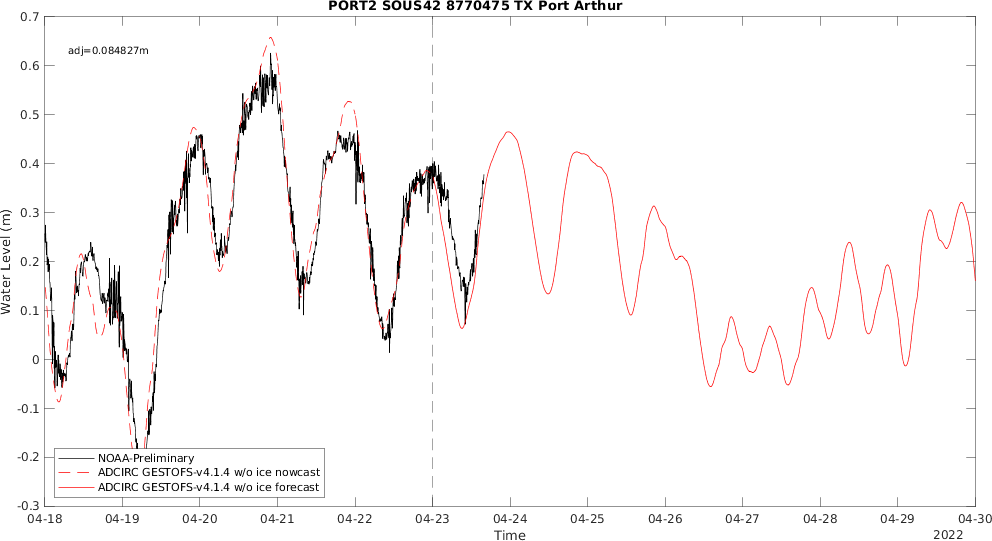 PORT2 SOUS42 8770475 TX Port Arthur
adj=0.084827m
Water Level (m)
0.7
0.6
0.5
0.4
0.3
0.2
0.1
0
-0.1
-0.2
-0.3
NOAA-Preliminary
ADCIRC GESTOFS-v4.1.4 w/o ice nowcast
ADCIRC GESTOFS-v4.1.4 w/o ice forecast
04-18 04-19 04-20 04-21 04-22 04-23 04-24 04-25 04-26 04-27 04-28 04-29 04-30
Time
2022